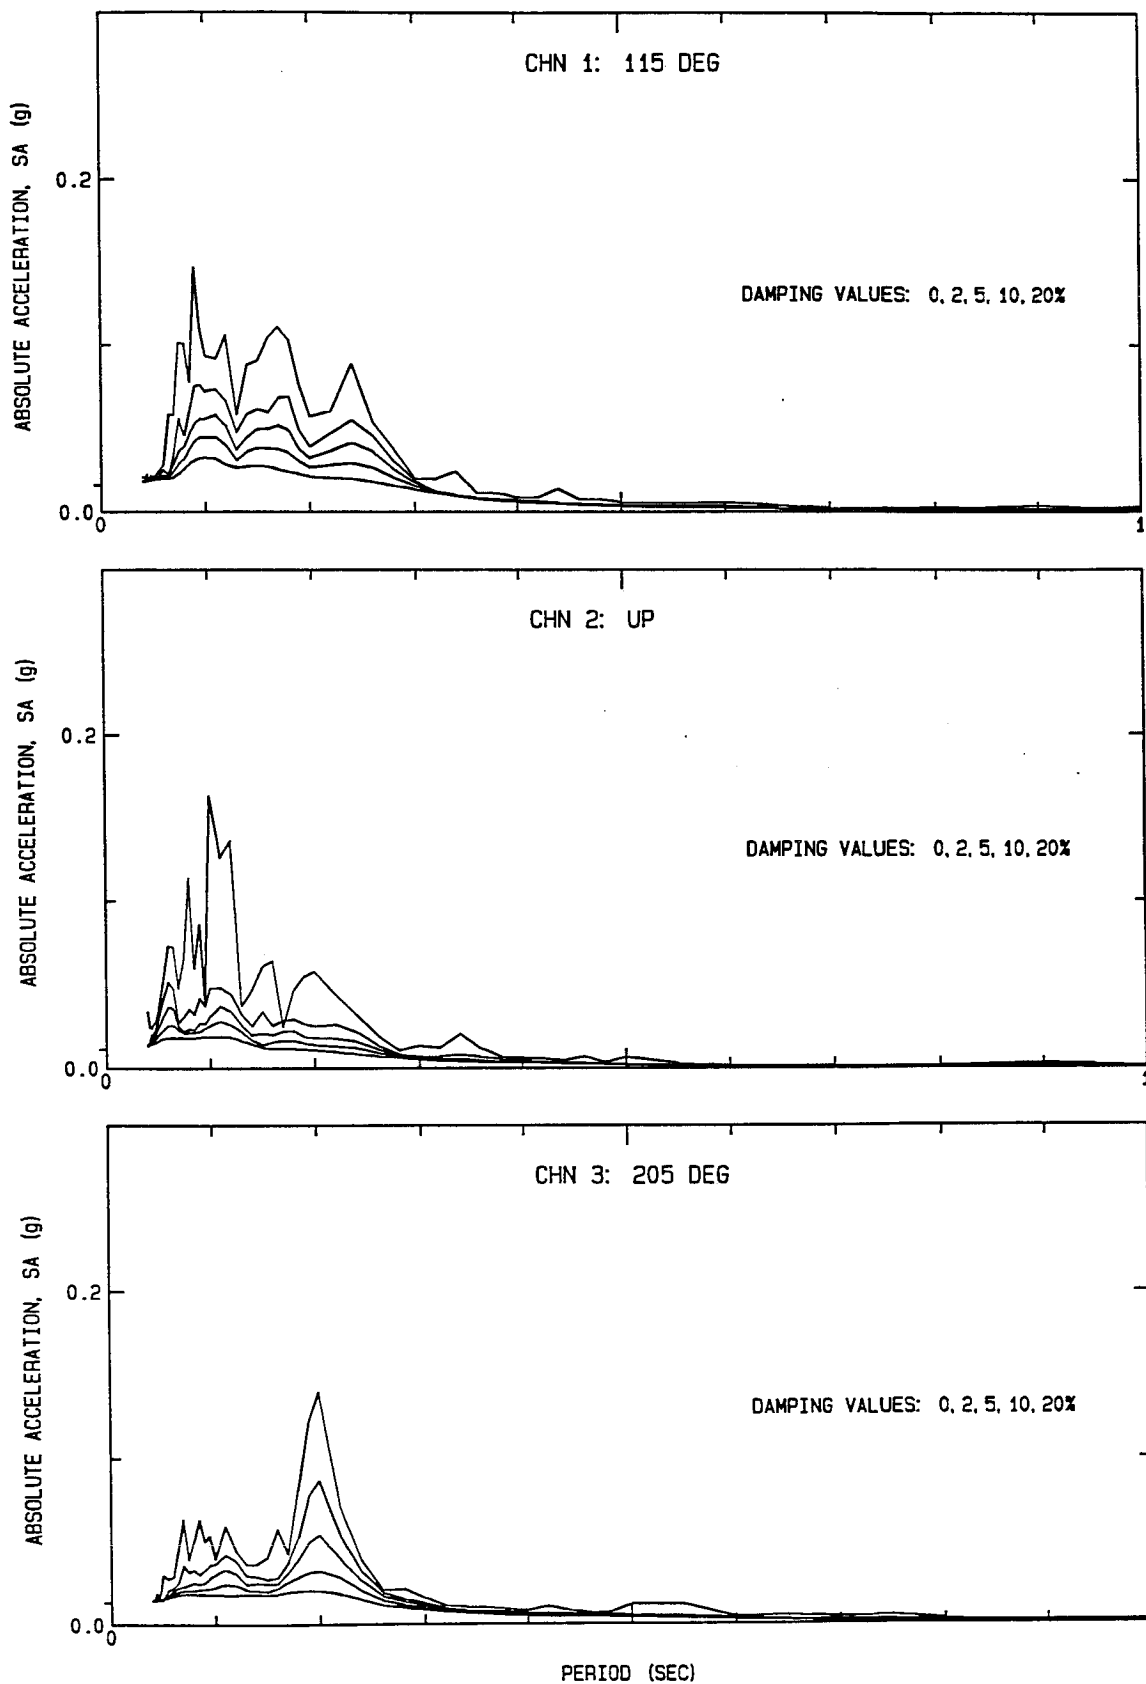 CHN 1: 115 DEG
ABSOLUTE ACCELERATION, SA (g)
0.2
DAMPING VALUES: 0, 2, 5, 10, 20%
0.0
0
1
CHN 2: UP
ABSOLUTE ACCELERATION, SA (g)
0.2
DAMPING VALUES: 0, 2, 5, 10, 20%
0.0
0
1
CHN 3: 205 DEG
ABSOLUTE ACCELERATION, SA (g)
0.2
DAMPING VALUES: 0, 2, 5, 10, 20%
0.0
0
PERIOD (SEC)